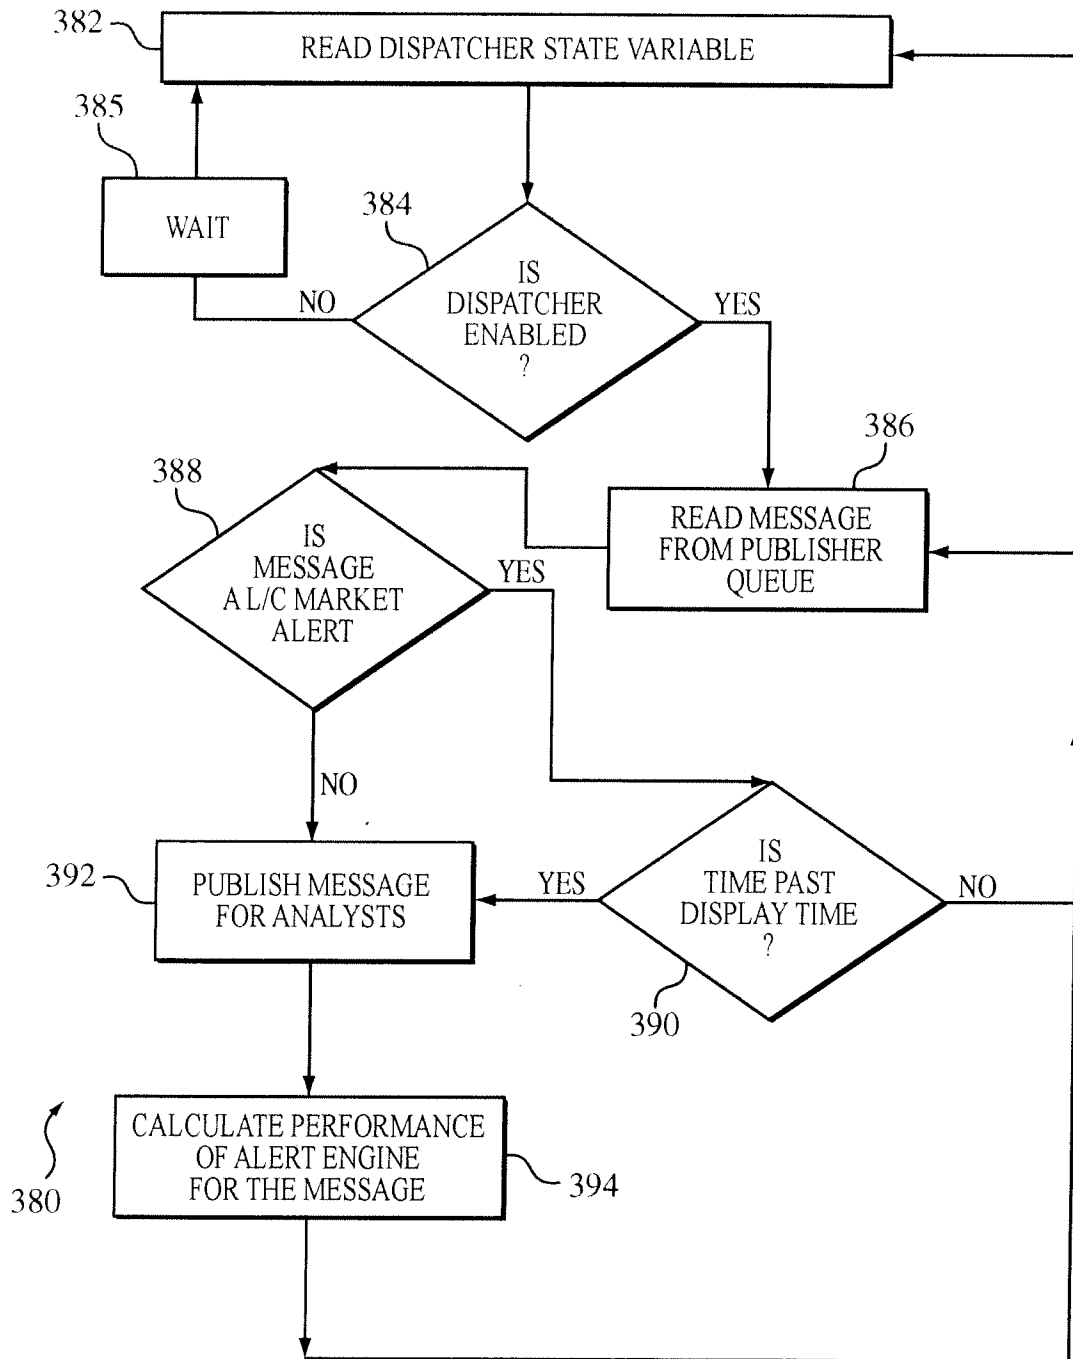 382
READ DISPATCHER STATE VARIABLE
385
WAIT
384
IS
DISPATCHER
ENABLED
?
NO
YES
386
READ MESSAGE
FROM PUBLISHER
QUEUE
388
IS
MESSAGE
A L/C MARKET
ALERT
YES
NO
392
PUBLISH MESSAGE
FOR ANALYSTS
YES
IS
TIME PAST
DISPLAY TIME
?
NO
390
380
CALCULATE PERFORMANCE
OF ALERT ENGINE
FOR THE MESSAGE
394